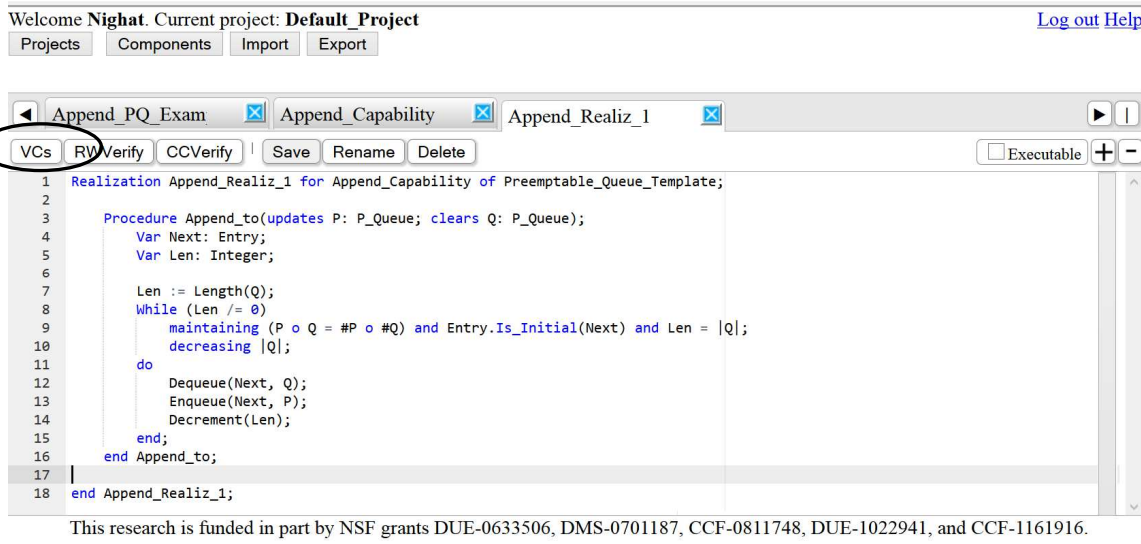 Welcome Nighat. Current project: Default_Project Log out Help
Projects Components Import Export
Append_PQ_Exam Append_Capability Append_Realiz_1
VCs RWVerify CCVerify Save Rename Delete Executable + -
1 Realization Append_Realiz_1 for Append_Capability of Preemptable_Queue_Template;
2
3 Procedure Append_to(updates P: P_Queue; clears Q: P_Queue);
4 Var Next: Entry;
5 Var Len: Integer;
6
7 Len := Length(Q);
8 While (Len /= 0)
9 maintaining (P o Q = #P o #Q) and Entry.Is_Initial(Next) and Len = |Q|;
10 decreasing |Q|;
11 do
12 Dequeue(Next, Q);
13 Enqueue(Next, P);
14 Decrement(Len);
15 end;
16 end Append_to;
17
18 end Append_Realiz_1;
This research is funded in part by NSF grants DUE-0633506, DMS-0701187, CCF-0811748, DUE-1022941, and CCF-1161916.